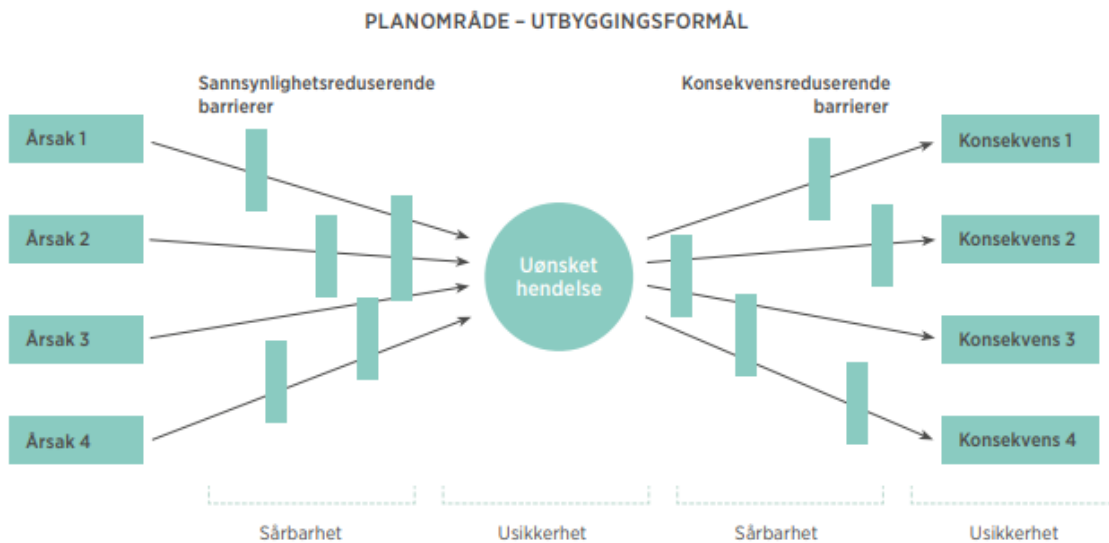 PLANOMRÅDE – UTBYGGINGSFORMÅL
Sannsynlighetsreduserende
barrierer
Konsekvensreduserende
barrierer
Årsak 1
Årsak 2
Årsak 3
Årsak 4
Uønsket
hendelse
Konsekvens 1
Konsekvens 2
Konsekvens 3
Konsekvens 4
Sårbarhet
Usikkerhet
Sårbarhet
Usikkerhet